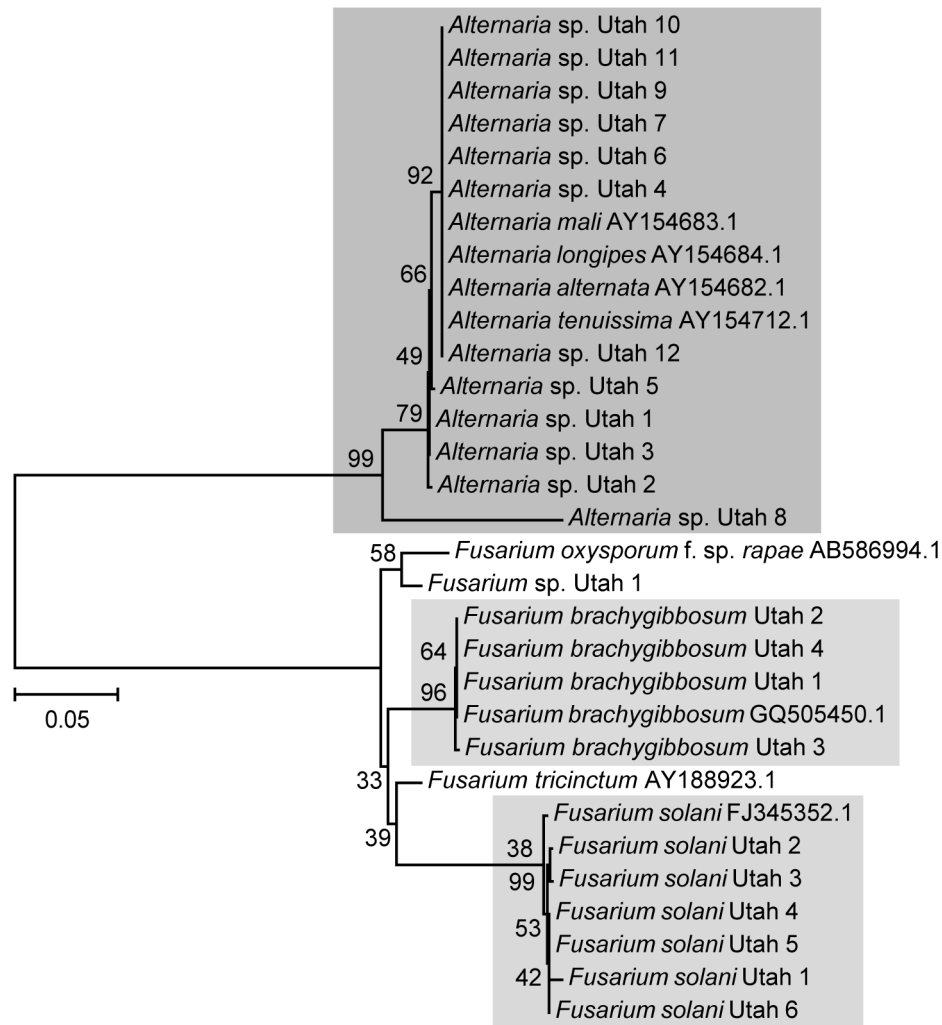 Alternaria sp. Utah 10
Alternaria sp. Utah 11
Alternaria sp. Utah 9
Alternaria sp. Utah 7
Alternaria sp. Utah 6
92
Alternaria sp. Utah 4
Alternaria mali AY154683.1
Alternaria longipes AY154684.1
66
Alternaria alternata AY154682.1
Alternaria tenuissima AY154712.1
49
Alternaria sp. Utah 12
Alternaria sp. Utah 5
79
Alternaria sp. Utah 1
Alternaria sp. Utah 3
99
Alternaria sp. Utah 2
Alternaria sp. Utah 8
58
Fusarium oxysporum f. sp. rapae AB586994.1
Fusarium sp. Utah 1
Fusarium brachygibbosum Utah 2
64
Fusarium brachygibbosum Utah 4
Fusarium brachygibbosum Utah 1
96
Fusarium brachygibbosum GQ505450.1
0.05
Fusarium brachygibbosum Utah 3
33
Fusarium tricinctum AY188923.1
Fusarium solani FJ345352.1
39
38
Fusarium solani Utah 2
99
Fusarium solani Utah 3
Fusarium solani Utah 4
53
Fusarium solani Utah 5
42
Fusarium solani Utah 1
Fusarium solani Utah 6